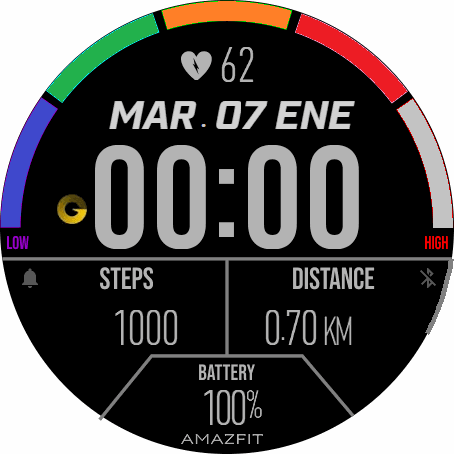 62
MAR. 07 ENE
G 00:00
LOW HIGH
STEPS DISTANCE
1000 0.70 KM
BATTERY
100%
AMAZFIT